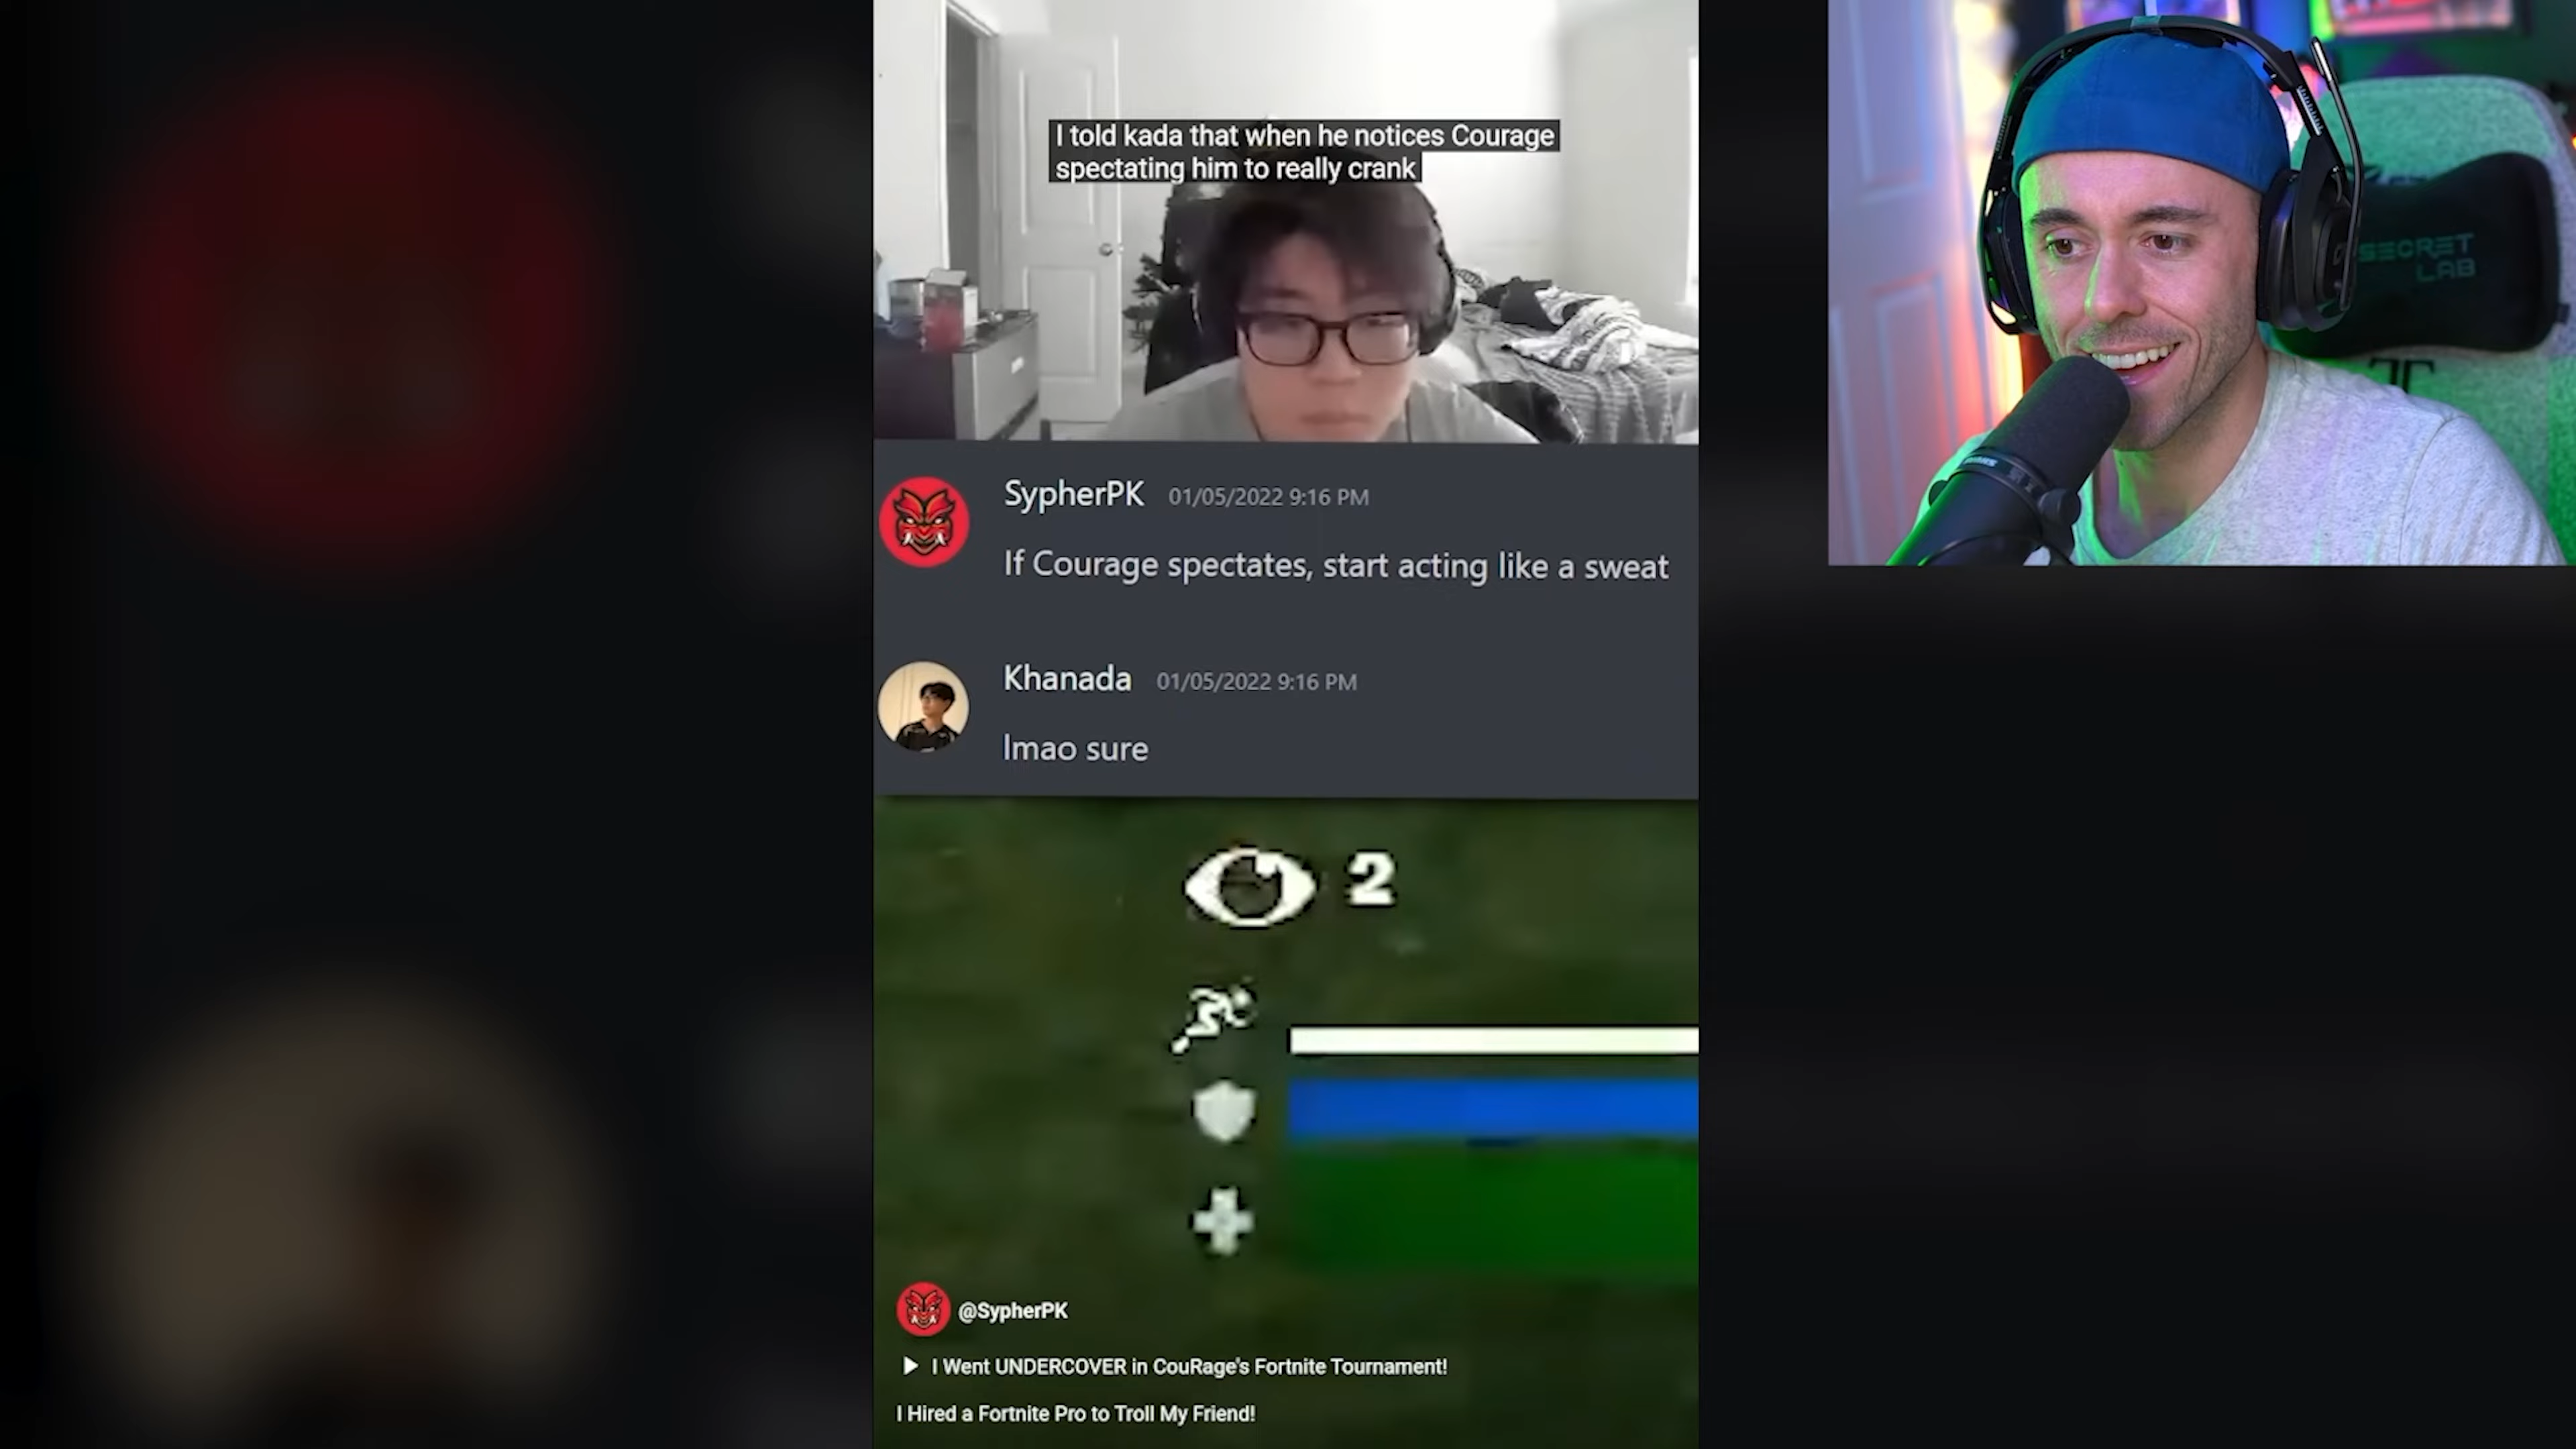 I told kada that when he notices Courage
spectating him to really crank
SECRET
LAB
SypherPK 01/05/2022 9:16 PM
If Courage spectates, start acting like a sweat
Khanada 01/05/2022 9:16 PM
lmao sure
2
@SypherPK
I Went UNDERCOVER in CouRage's Fortnite Tournament!
I Hired a Fortnite Pro to Troll My Friend!